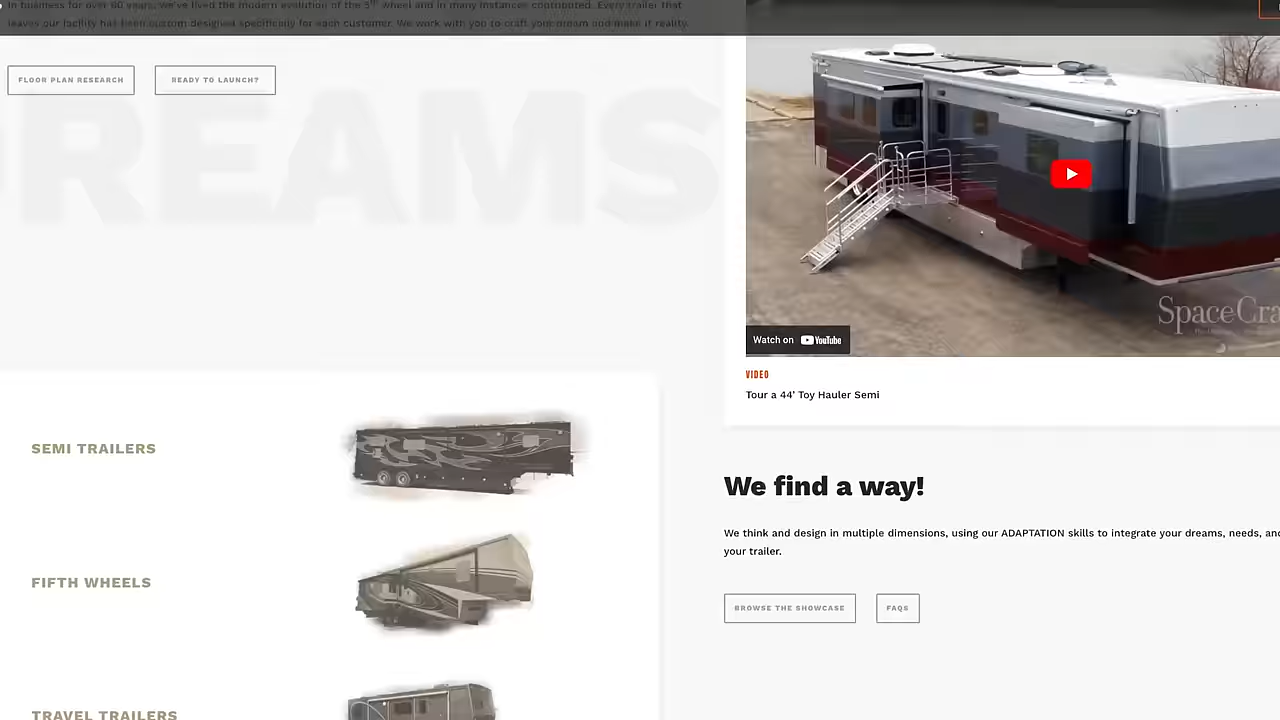 In business for over 60 years, we've lived the modern evolution of the 5th wheel and in many instances contributed. Every trailer that
leaves our facility has been custom designed specifically for each customer. We work with you to craft your dream and make it reality.
FLOOR PLAN RESEARCH
READY TO LAUNCH?
DREAMS
SEMI TRAILERS
FIFTH WHEELS
TRAVEL TRAILERS
SpaceCra
Watch on YouTube
VIDEO
Tour a 44' Toy Hauler Semi
We find a way!
We think and design in multiple dimensions, using our ADAPTATION skills to integrate your dreams, needs, and
your trailer.
BROWSE THE SHOWCASE
FAQS